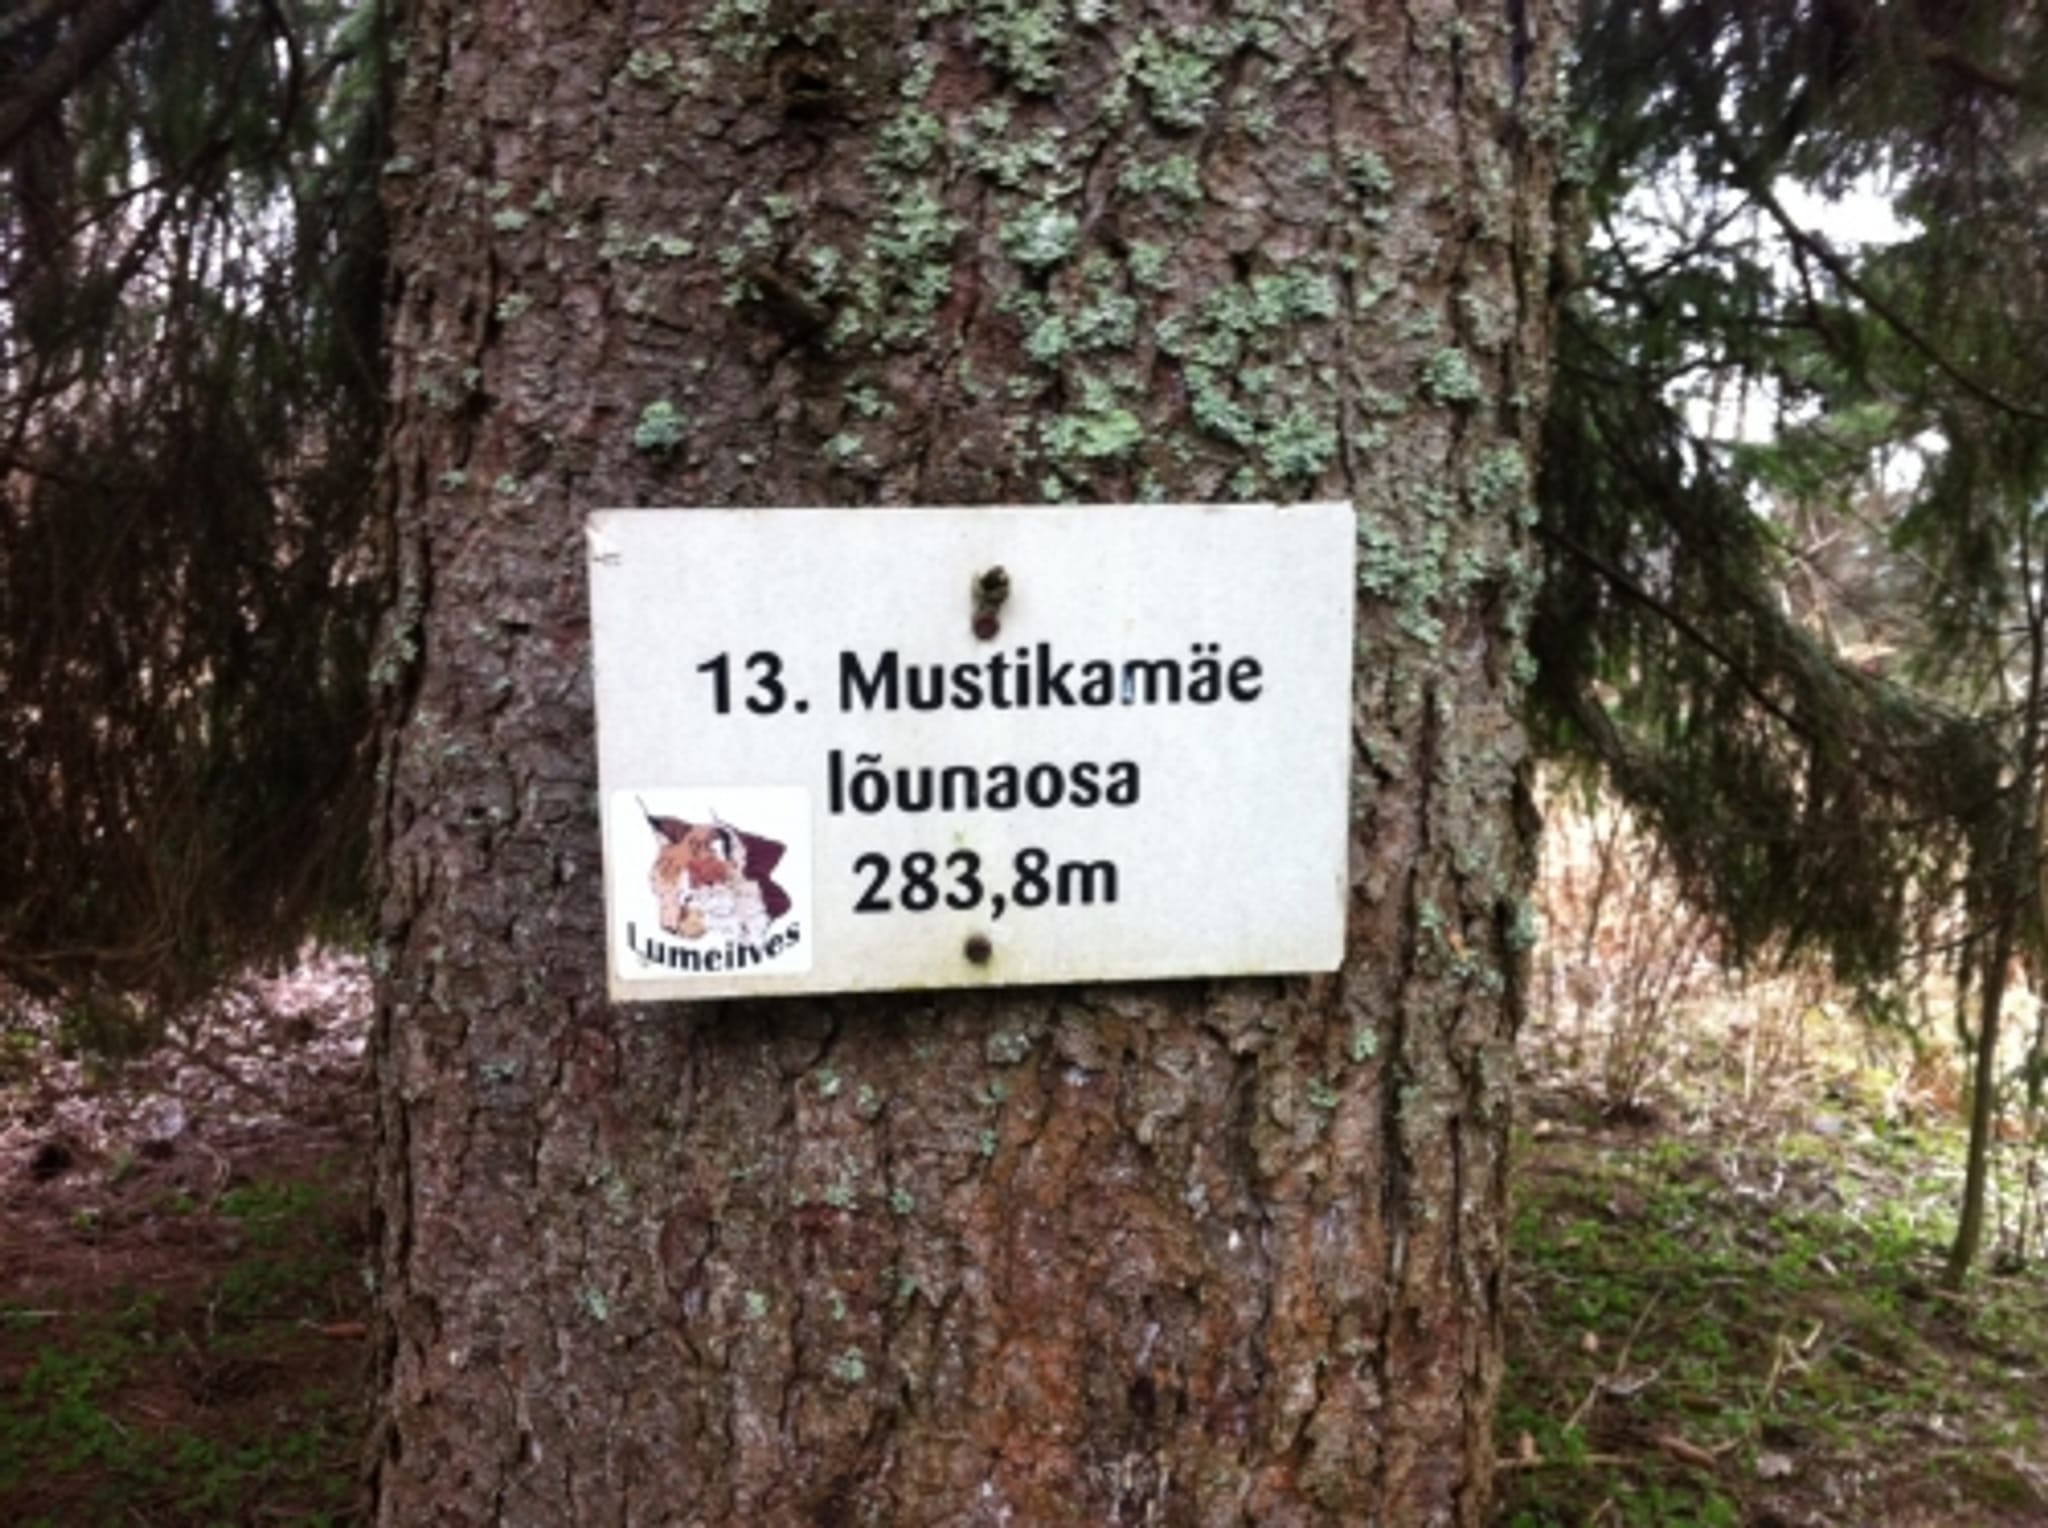 13. Mustikamäe
lõunaosa
283,8m
Lumeilves